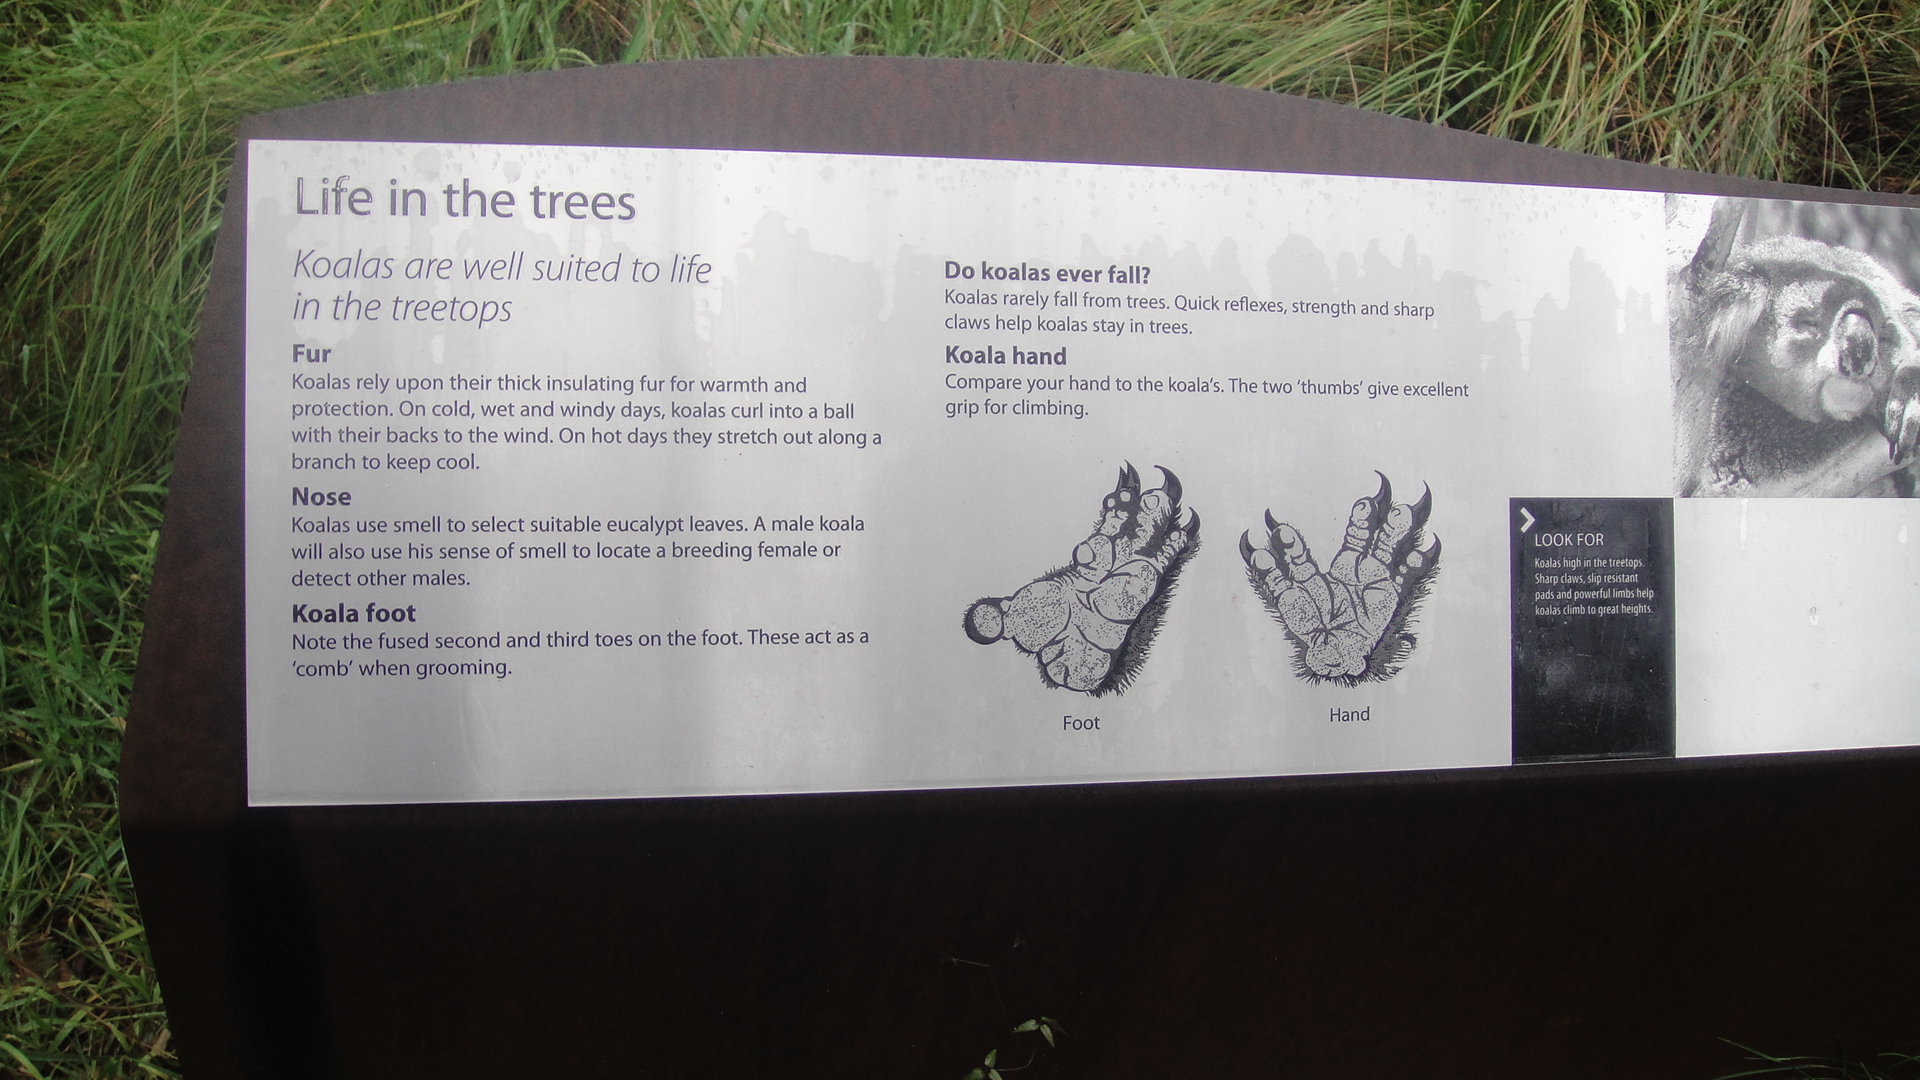 Life in the trees
Koalas are well suited to life
in the treetops
Fur
Koalas rely upon their thick insulating fur for warmth and
protection. On cold, wet and windy days, koalas curl into a ball
with their backs to the wind. On hot days they stretch out along a
branch to keep cool.
Nose
Koalas use smell to select suitable eucalypt leaves. A male koala
will also use his sense of smell to locate a breeding female or
detect other males.
Koala foot
Note the fused second and third toes on the foot. These act as a
‘comb’ when grooming.
Do koalas ever fall?
Koalas rarely fall from trees. Quick reflexes, strength and sharp
claws help koalas stay in trees.
Koala hand
Compare your hand to the koala’s. The two ‘thumbs’ give excellent
grip for climbing.
Foot
Hand
LOOK FOR
Koalas high in the treetops.
Sharp claws, slip resistant
pads and powerful limbs help
koalas climb to great heights.